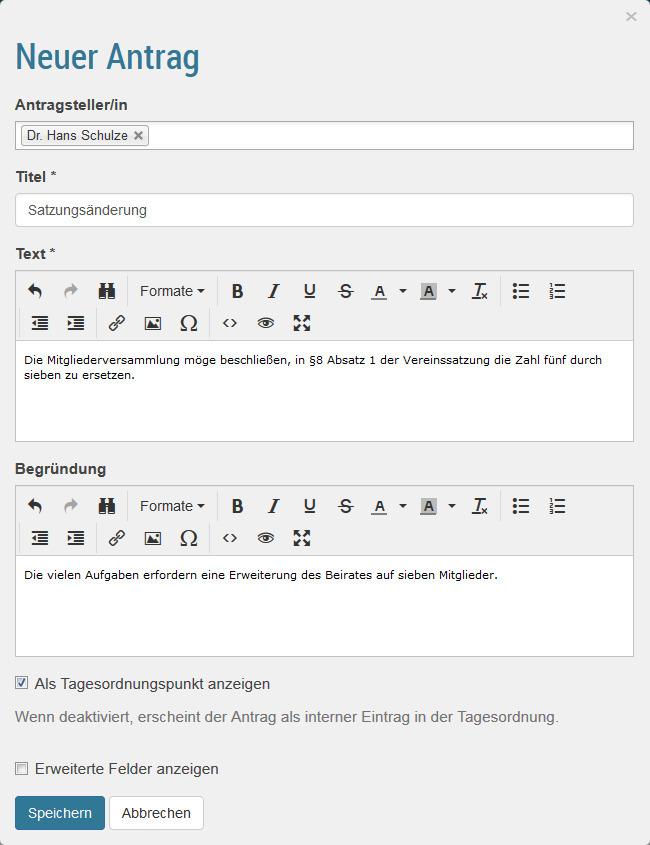 ×
Neuer Antrag
Antragsteller/in
Dr. Hans Schulze ×
Titel *
Satzungsänderung
Text *
Formate B I U S A A Tx
Ω <>
Die Mitgliederversammlung möge beschließen, in §8 Absatz 1 der Vereinssatzung die Zahl fünf durch
sieben zu ersetzen.
Begründung
Formate B I U S A A Tx
Ω <>
Die vielen Aufgaben erfordern eine Erweiterung des Beirates auf sieben Mitglieder.
Als Tagesordnungspunkt anzeigen
Wenn deaktiviert, erscheint der Antrag als interner Eintrag in der Tagesordnung.
Erweiterte Felder anzeigen
Speichern Abbrechen